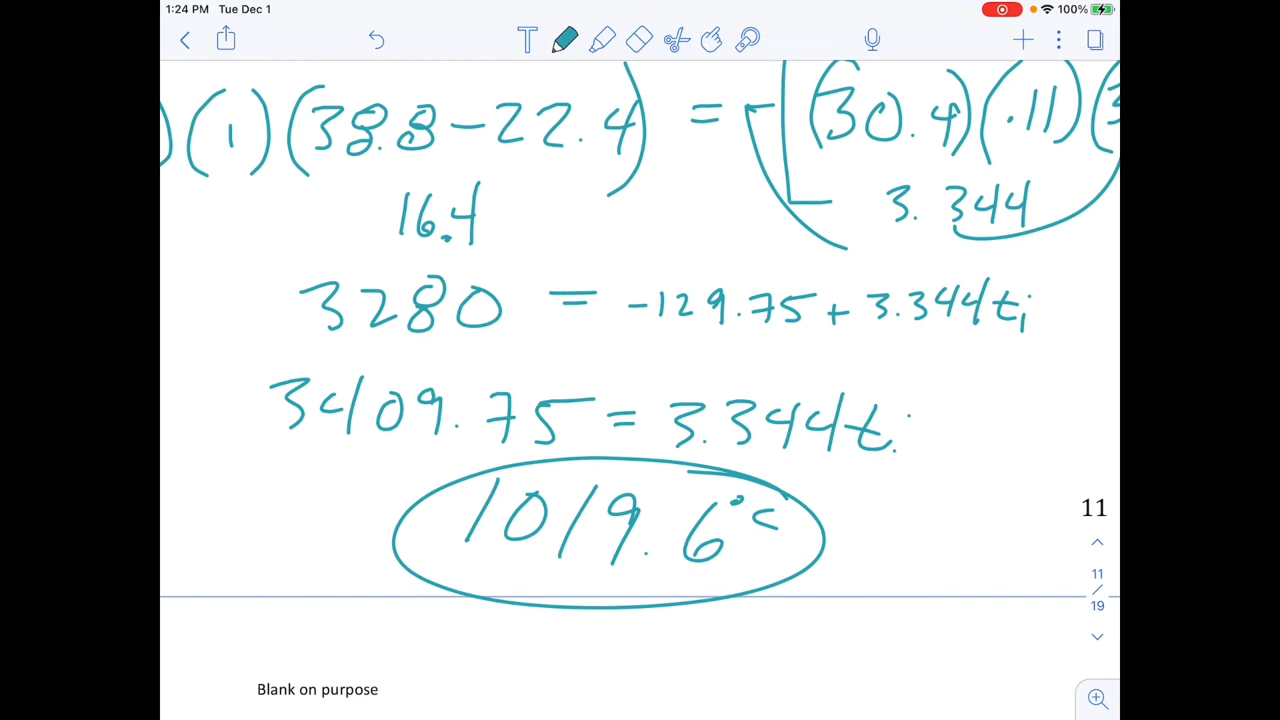 1:24 PM Tue Dec 1
100%
)(1)(38.8-22.4) = -[(30.4)(.11)(3
16.4
3.344
3280 = -129.75 + 3.344ti
3409.75 = 3.344ti
1019.6°C
11
11
/
19
Blank on purpose